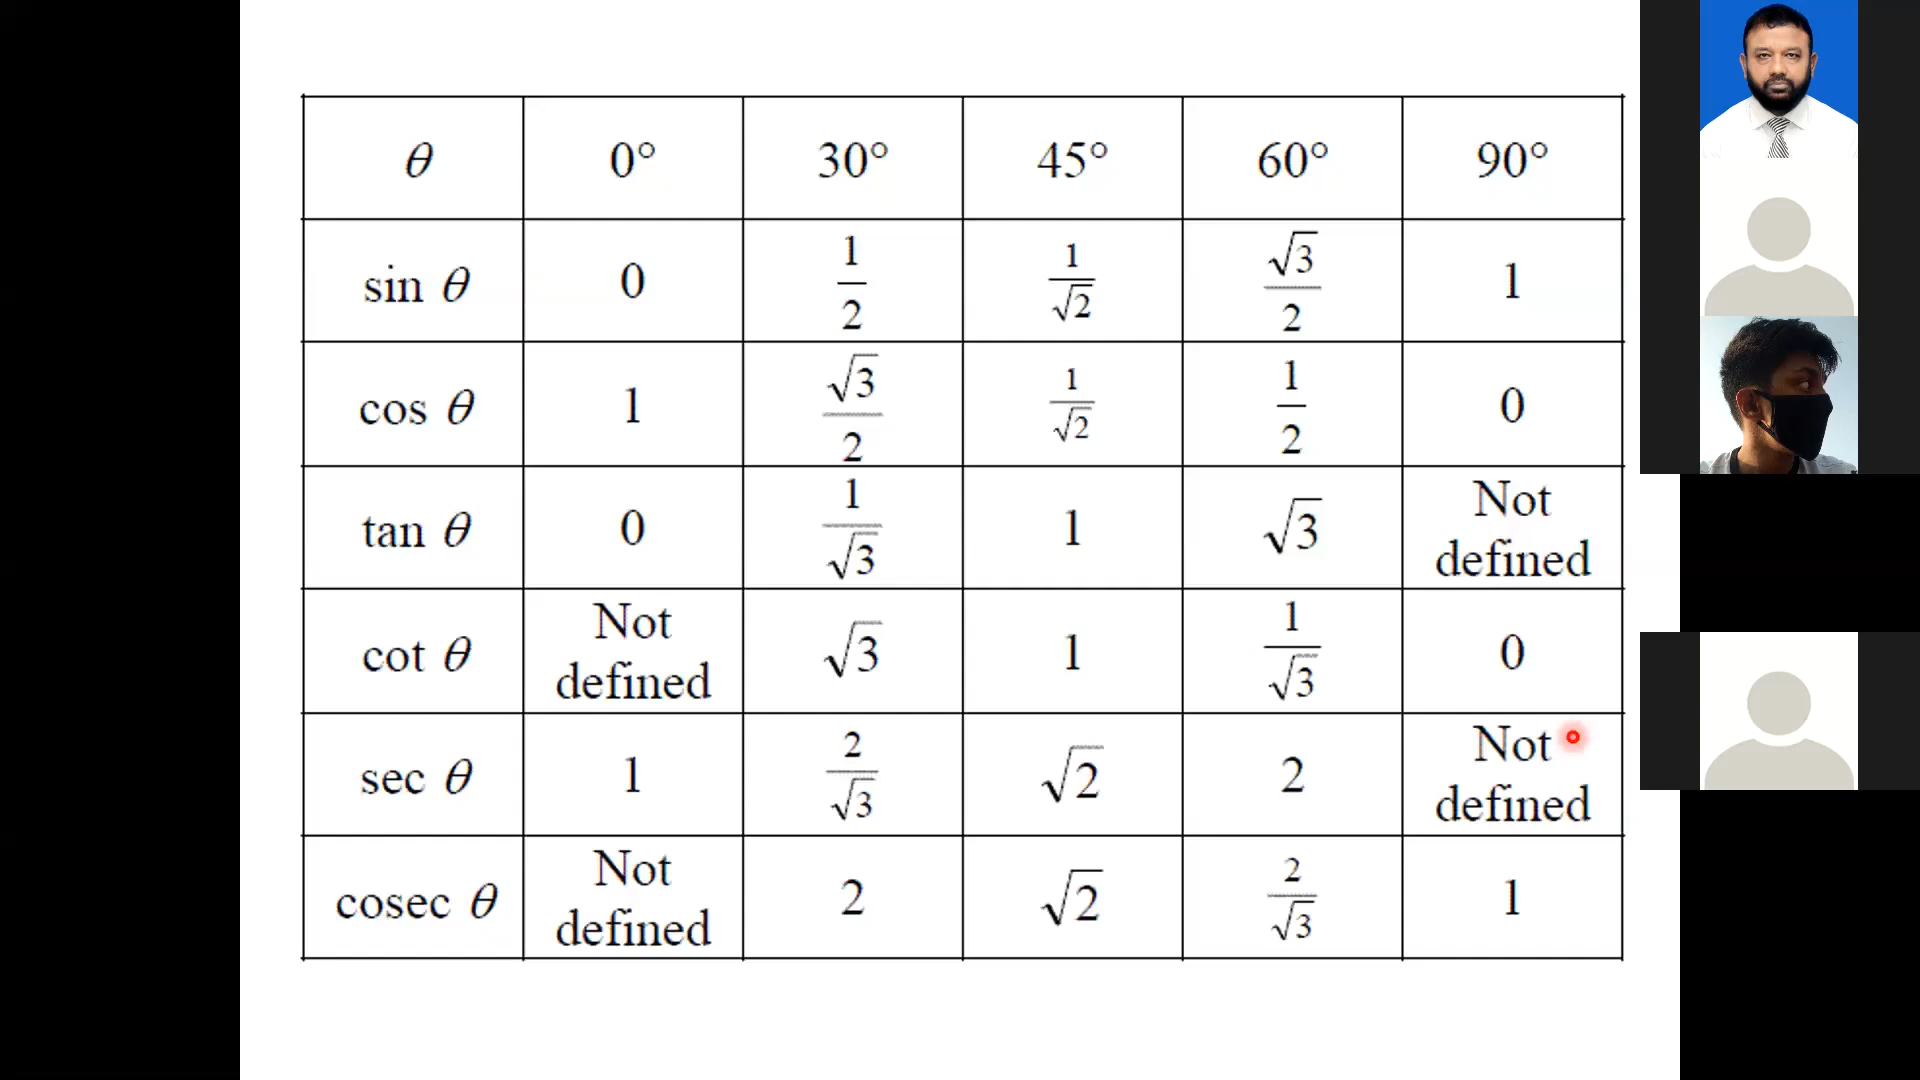 θ 0° 30° 45° 60° 90°
sin θ 0 1/2 1/√2 √3/2 1
cos θ 1 √3/2 1/√2 1/2 0
tan θ 0 1/√3 1 √3 Not defined
cot θ Not defined √3 1 1/√3 0
sec θ 1 2/√3 √2 2 Not defined
cosec θ Not defined 2 √2 2/√3 1